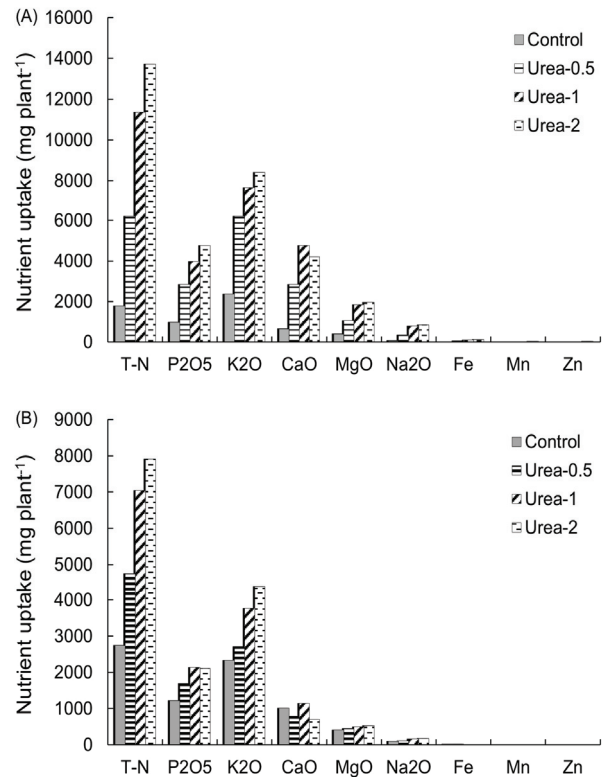 (A)
Nutrient uptake (mg plant⁻¹)
16000
14000
12000
10000
8000
6000
4000
2000
0
Control
Urea-0.5
Urea-1
Urea-2
T-N P2O5 K2O CaO MgO Na2O Fe Mn Zn
(B)
Nutrient uptake (mg plant⁻¹)
9000
8000
7000
6000
5000
4000
3000
2000
1000
0
Control
Urea-0.5
Urea-1
Urea-2
T-N P2O5 K2O CaO MgO Na2O Fe Mn Zn